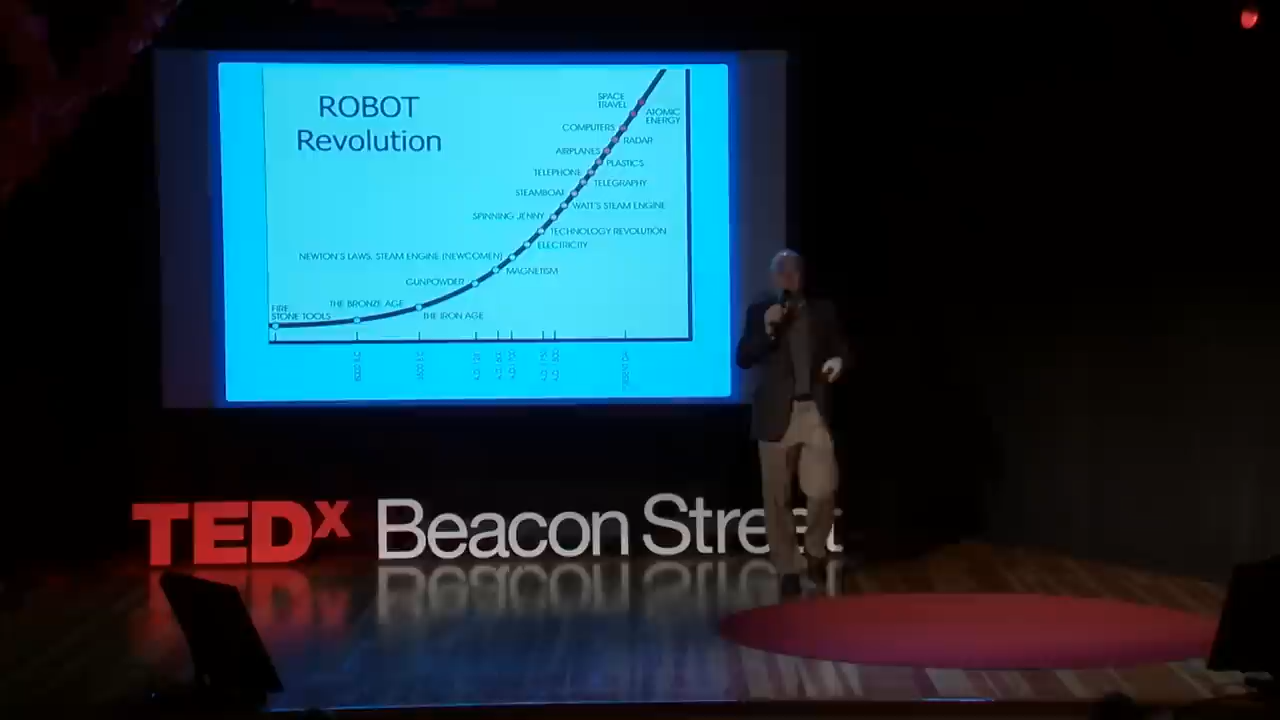 ROBOT
Revolution
SPACE
TRAVEL
ATOMIC
ENERGY
COMPUTERS
RADAR
AIRPLANES
PLASTICS
TELEPHONE
TELEGRAPHY
STEAMBOAT
WATT'S STEAM ENGINE
SPINNING JENNY
TECHNOLOGY REVOLUTION
ELECTRICITY
NEWTON'S LAWS, STEAM ENGINE (NEWCOMEN)
MAGNETISM
GUNPOWDER
THE BRONZE AGE
FIRE
STONE TOOLS
THE IRON AGE
TEDx Beacon Street